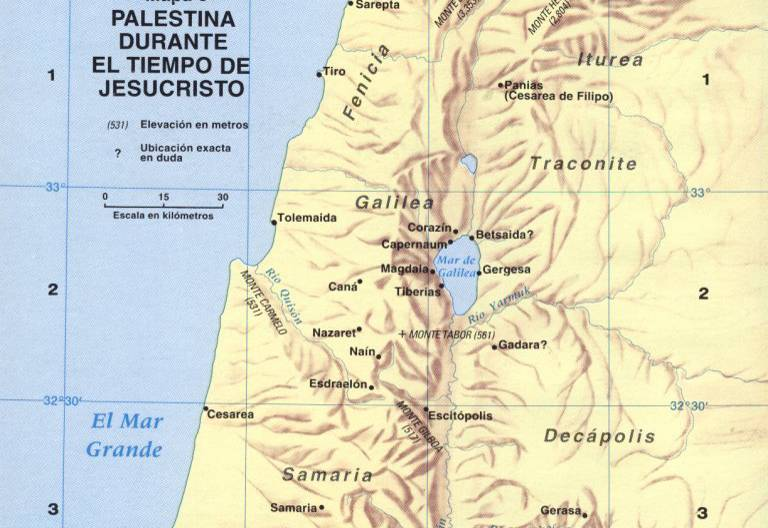 Sarepta
PALESTINA
DURANTE
EL TIEMPO DE
JESUCRISTO
(531) Elevación en metros
? Ubicación exacta
en duda
0 15 30
Escala en kilómetros
1
Tiro
Fenicia
Iturea
1
Panias
(Cesarea de Filipo)
Traconite
33°
33°
Galilea
Tolemaida
Corazín
Betsaida?
Capernaum
Mar de
Galilea
Magdala
Gergesa
2
Caná
Tiberias
2
Río Quisón
MONTE CARMELO
(531)
Río Yarmuk
Nazaret
+ MONTE TABOR (561)
Gadara?
Naín
Esdraelón
32°30'
32°30'
Cesarea
Escitópolis
MONTE GILBOA
(517)
El Mar
Grande
Decápolis
Samaria
3
Samaria
Gerasa
3